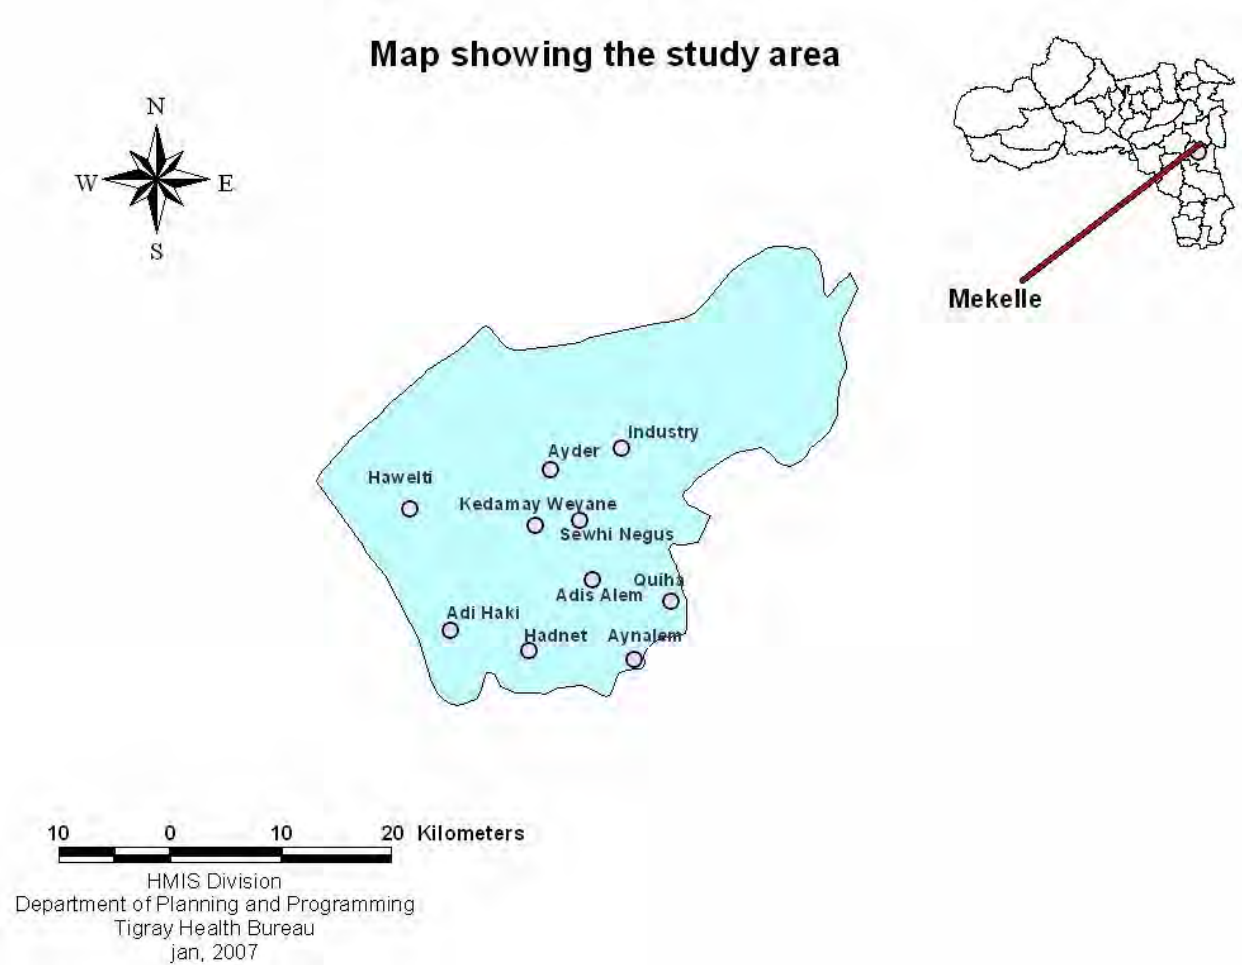 Map showing the study area
N
W E
S
Mekelle
Industry
Ayder
Hawelti
Kedamay Weyane
Sewhi Negus
Quiha
Adis Alem
Adi Haki
Hadnet Aynalem
10 0 10 20 Kilometers
HMIS Division
Department of Planning and Programming
Tigray Health Bureau
jan, 2007